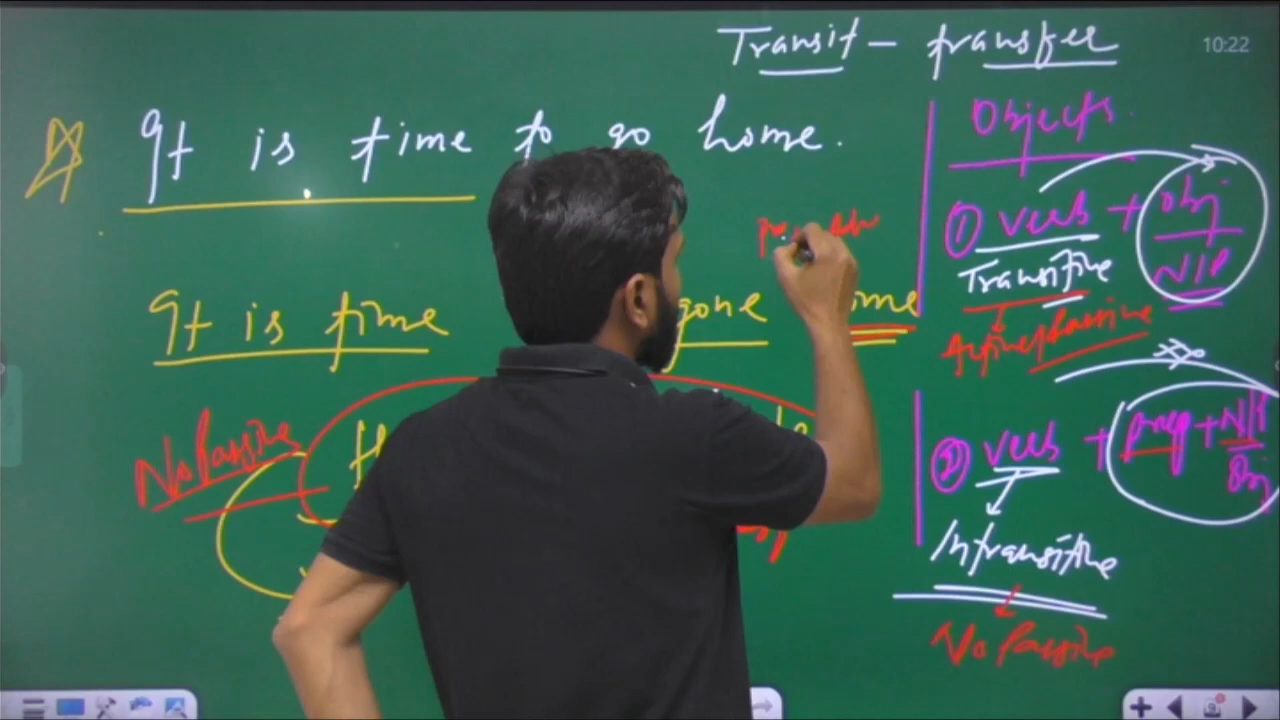 Transit - transfer
10:22
It is time to go home.
It is time gone
No Passive
Objects.
① verb + obj
N/P
Transitive
Active/Passive
② verb + prep + N/P
Obj
Intransitive
No Passive